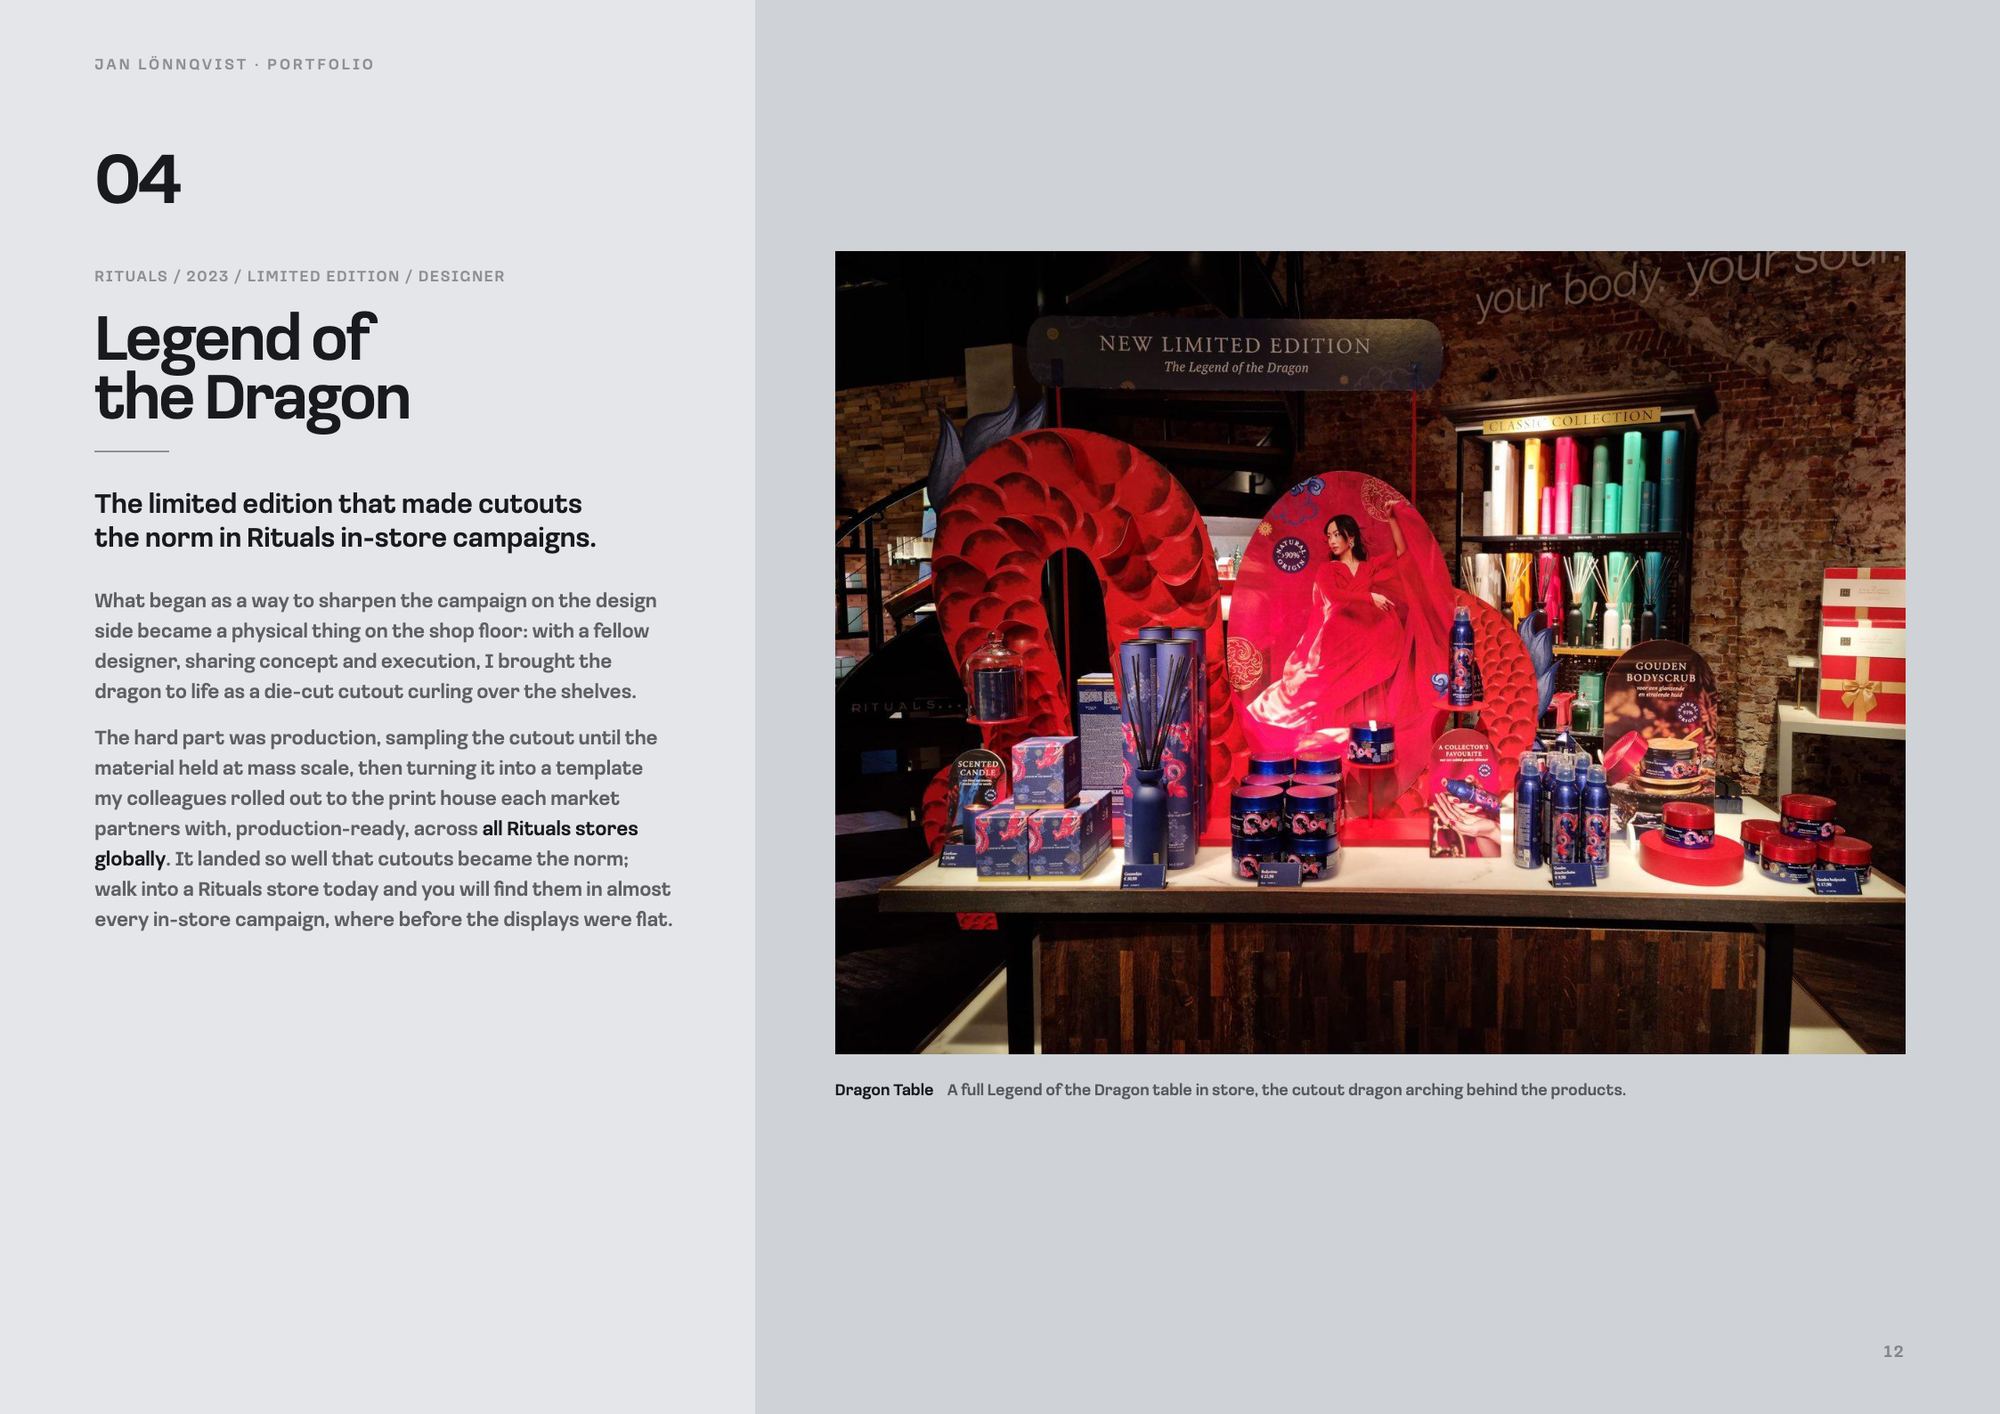 JAN LÖNNQVIST · PORTFOLIO
04
RITUALS / 2023 / LIMITED EDITION / DESIGNER
Legend of
the Dragon
The limited edition that made cutouts
the norm in Rituals in-store campaigns.
What began as a way to sharpen the campaign on the design
side became a physical thing on the shop floor: with a fellow
designer, sharing concept and execution, I brought the
dragon to life as a die-cut cutout curling over the shelves.
The hard part was production, sampling the cutout until the
material held at mass scale, then turning it into a template
my colleagues rolled out to the print house each market
partners with, production-ready, across all Rituals stores
globally. It landed so well that cutouts became the norm;
walk into a Rituals store today and you will find them in almost
every in-store campaign, where before the displays were flat.
your body. your soul.
NEW LIMITED EDITION
The Legend of the Dragon
CLASSIC COLLECTION
NATURAL
>90%
ORIGIN
GOUDEN
BODYSCRUB
voor een glanzende
en stralende huid
RITUALS...
A COLLECTOR'S
FAVOURITE
SCENTED
CANDLE
Dragon Table A full Legend of the Dragon table in store, the cutout dragon arching behind the products.
12